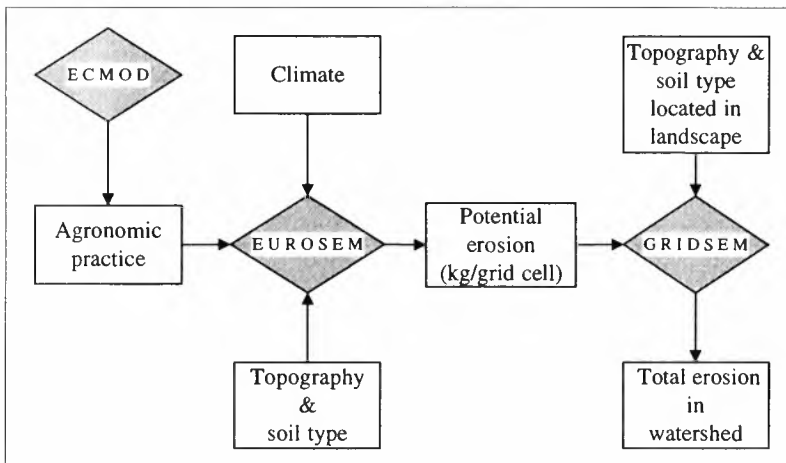 ECMOD
Climate
Topography &
soil type
located in
landscape
Agronomic
practice
EUROSEM
Potential
erosion
(kg/grid cell)
GRIDSEM
Topography
&
soil type
Total erosion
in
watershed